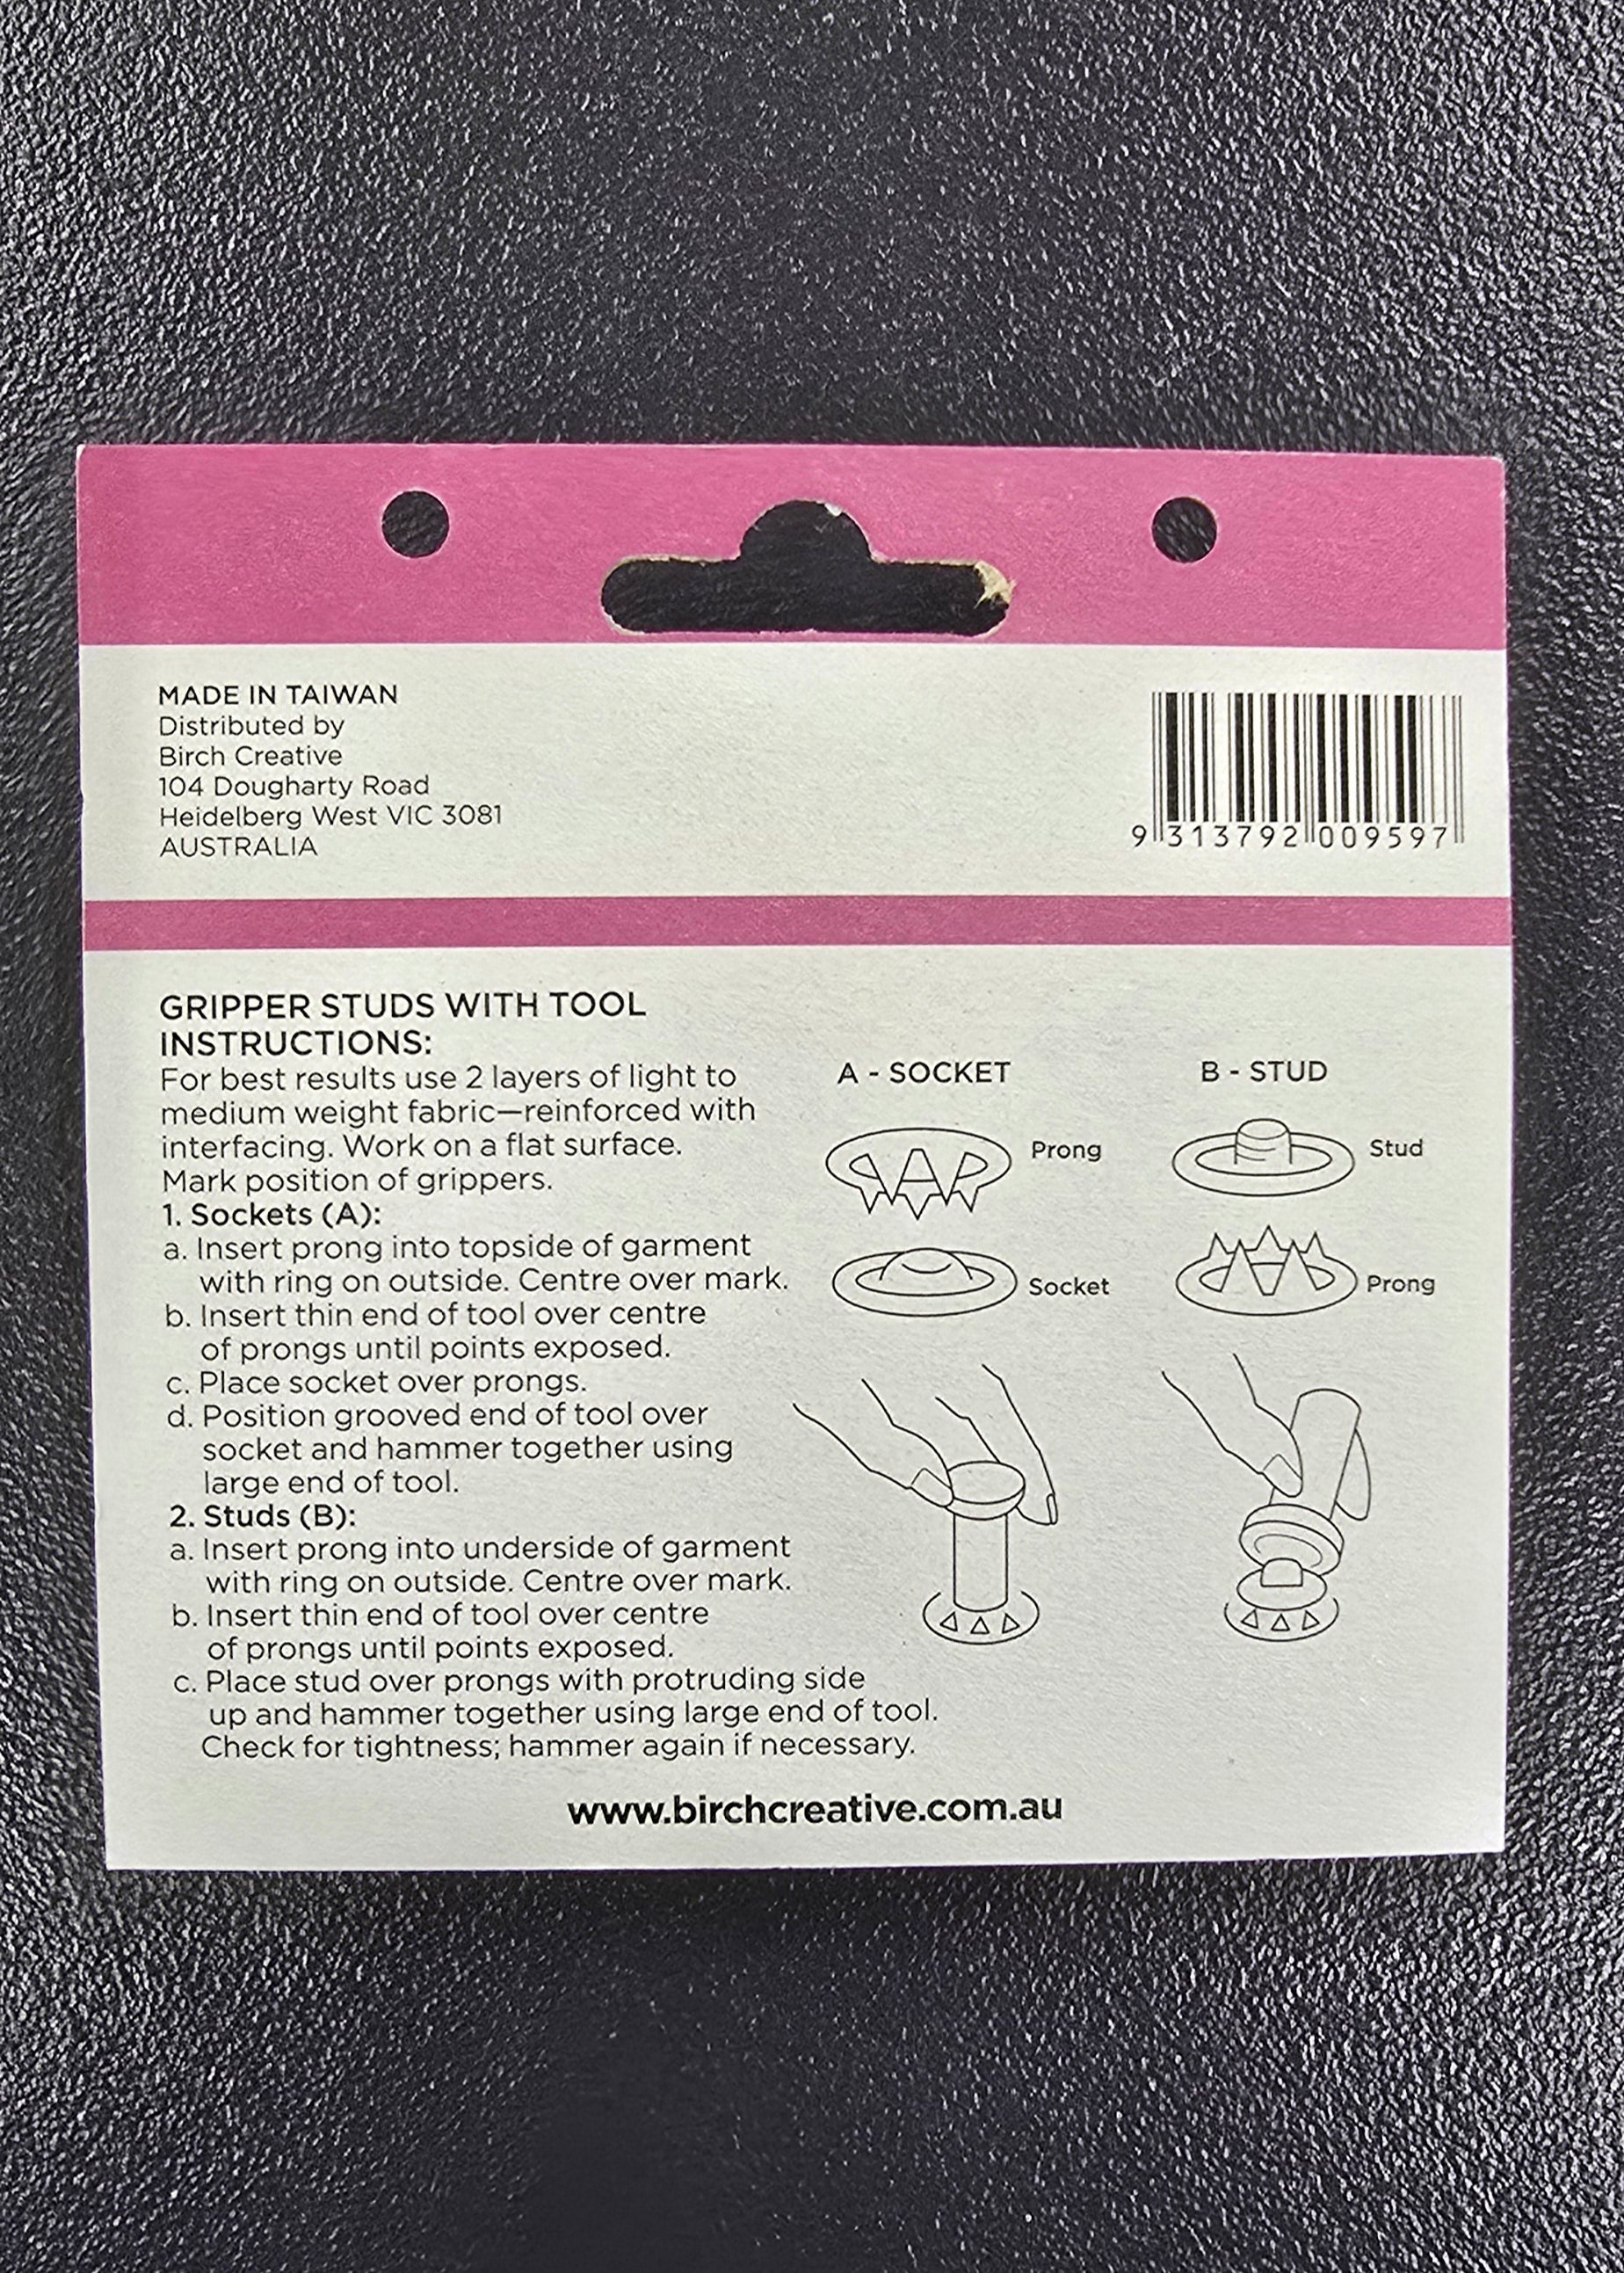 MADE IN TAIWAN
Distributed by
Birch Creative
104 Dougharty Road
Heidelberg West VIC 3081
AUSTRALIA
9 313792 009597
GRIPPER STUDS WITH TOOL
INSTRUCTIONS:
For best results use 2 layers of light to
medium weight fabric—reinforced with
interfacing. Work on a flat surface.
Mark position of grippers.
1. Sockets (A):
a. Insert prong into topside of garment
with ring on outside. Centre over mark.
b. Insert thin end of tool over centre
of prongs until points exposed.
c. Place socket over prongs.
d. Position grooved end of tool over
socket and hammer together using
large end of tool.
2. Studs (B):
a. Insert prong into underside of garment
with ring on outside. Centre over mark.
b. Insert thin end of tool over centre
of prongs until points exposed.
c. Place stud over prongs with protruding side
up and hammer together using large end of tool.
Check for tightness; hammer again if necessary.
A - SOCKET
Prong
Socket
B - STUD
Stud
Prong
www.birchcreative.com.au